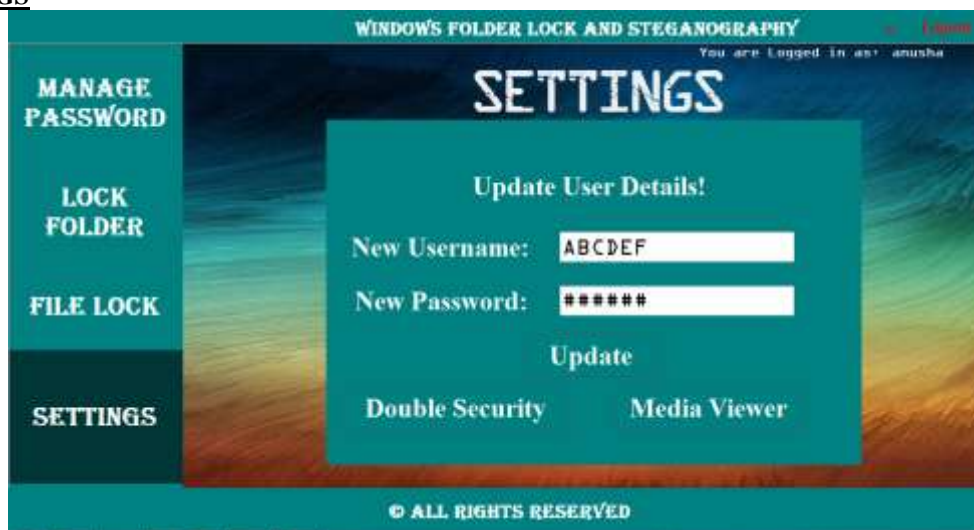 GS
WINDOWS FOLDER LOCK AND STEGANOGRAPHY
Logout
You are Logged in as: anusha
SETTINGS
MANAGE
PASSWORD
LOCK
FOLDER
FILE LOCK
SETTINGS
Update User Details!
New Username: ABCDEF
New Password: ######
Update
Double Security Media Viewer
© ALL RIGHTS RESERVED